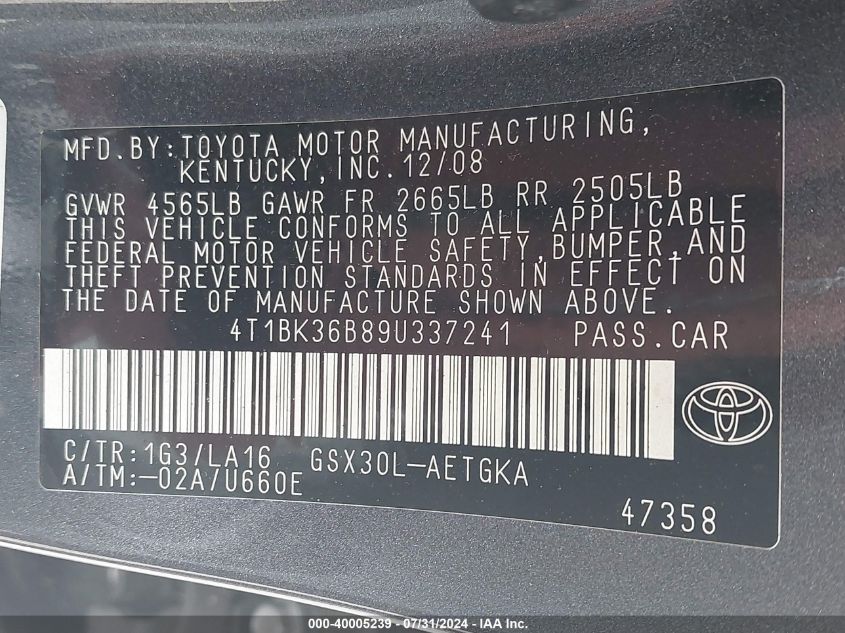 MFD.BY:TOYOTA MOTOR MANUFACTURING,
KENTUCKY,INC.12/08
GVWR 4565LB GAWR FR 2665LB RR 2505LB
THIS VEHICLE CONFORMS TO ALL APPLICABLE
FEDERAL MOTOR VEHICLE SAFETY,BUMPER,AND
THEFT PREVENTION STANDARDS IN EFFECT ON
THE DATE OF MANUFACTURE SHOWN ABOVE.
4T1BK36B89U337241 PASS.CAR
C/TR:1G3/LA16 GSX30L-AETGKA
A/TM:-02A/U660E
47358
000-40005239 - 07/31/2024 - IAA Inc.